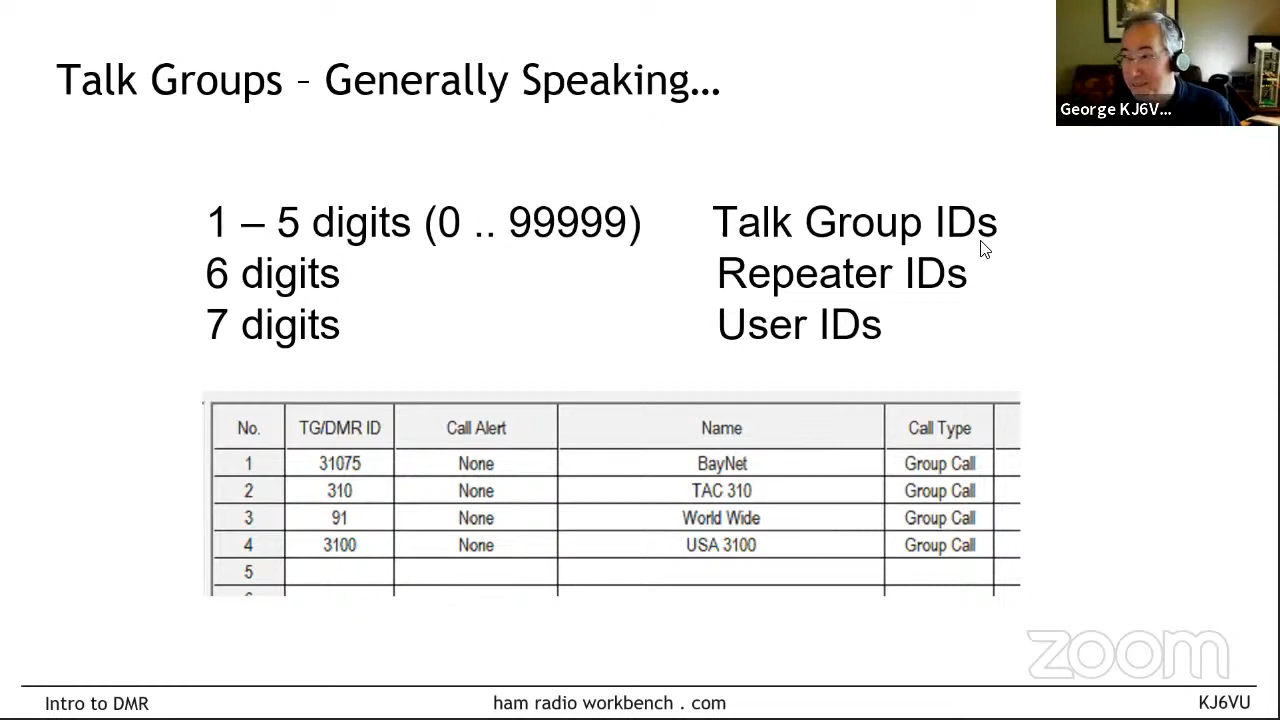 Talk Groups – Generally Speaking…
George KJ6V...
1 – 5 digits (0 .. 99999) Talk Group IDs
6 digits Repeater IDs
7 digits User IDs
No. TG/DMR ID Call Alert Name Call Type
1 31075 None BayNet Group Call
2 310 None TAC 310 Group Call
3 91 None World Wide Group Call
4 3100 None USA 3100 Group Call
5
zoom
Intro to DMR ham radio workbench . com KJ6VU